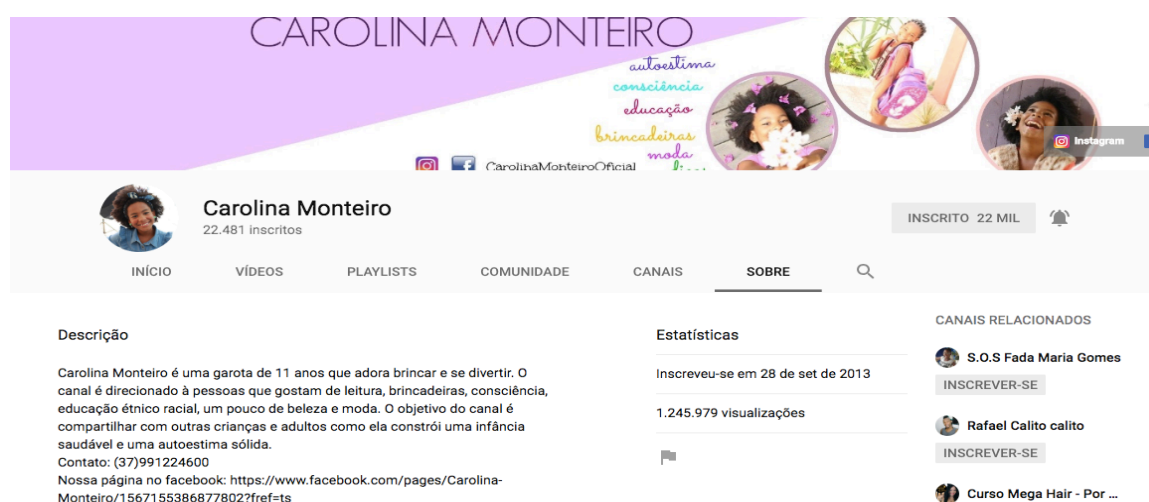 CAROLINA MONTEIRO
autoestima
consciência
educação
brincadeiras
moda
dicas
CarolinaMonteiroOficial
Instagram
Carolina Monteiro
22.481 inscritos
INSCRITO 22 MIL
INÍCIO VÍDEOS PLAYLISTS COMUNIDADE CANAIS SOBRE
Descrição
Carolina Monteiro é uma garota de 11 anos que adora brincar e se divertir. O
canal é direcionado à pessoas que gostam de leitura, brincadeiras, consciência,
educação étnico racial, um pouco de beleza e moda. O objetivo do canal é
compartilhar com outras crianças e adultos como ela constrói uma infância
saudável e uma autoestima sólida.
Contato: (37)991224600
Nossa página no facebook: https://www.facebook.com/pages/Carolina-
Monteiro/1567155386877802?fref=ts
Estatísticas
Inscreveu-se em 28 de set de 2013
1.245.979 visualizações
CANAIS RELACIONADOS
S.O.S Fada Maria Gomes
INSCREVER-SE
Rafael Calito calito
INSCREVER-SE
Curso Mega Hair - Por ...